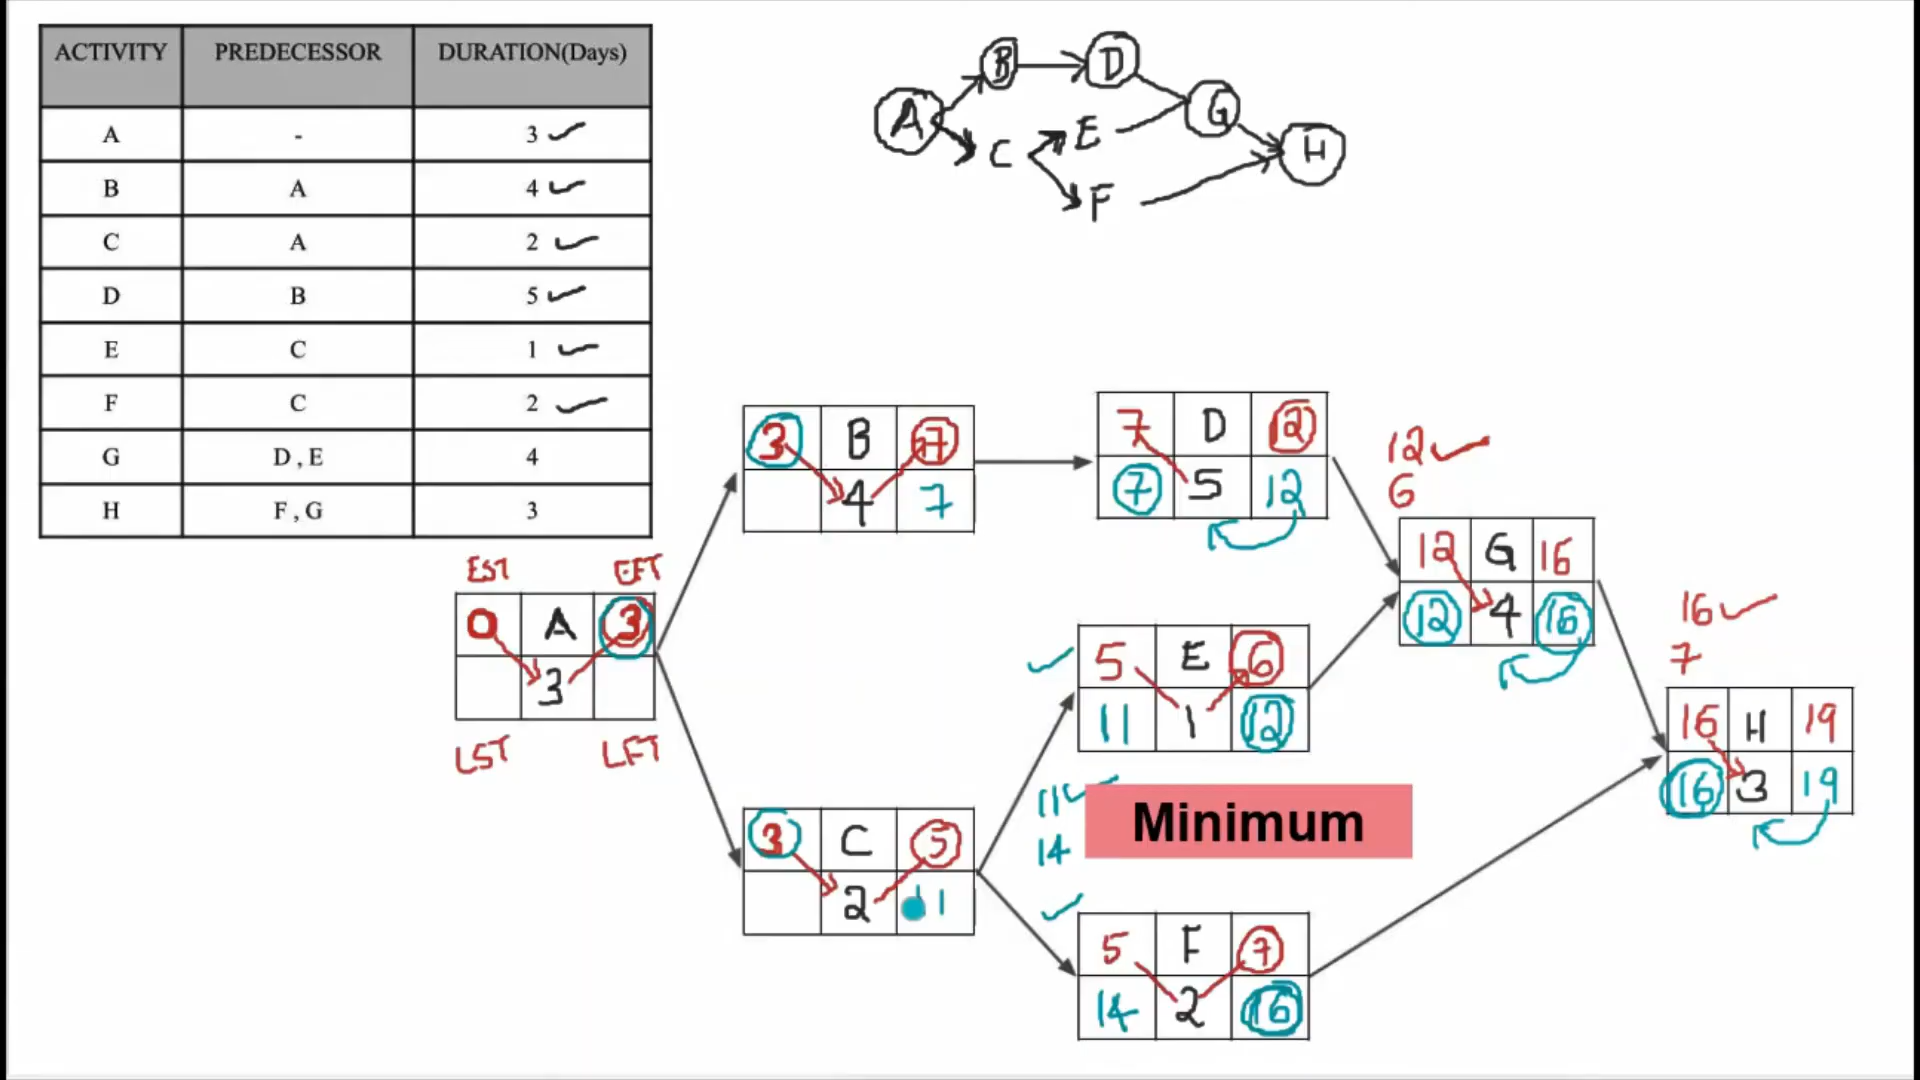 ACTIVITY PREDECESSOR DURATION(Days)
A - 3
B A 4
C A 2
D B 5
E C 1
F C 2
G D , E 4
H F , G 3
A B D G H
C E
F
EST EFT
0 A 3
3
LST LFT
3 B 7
4 7
7 D 12
7 5 12
12
6
12 G 16
12 4 16
16
7
16 H 19
16 3 19
5 E 6
11 1 12
11
14
Minimum
3 C 5
2 11
5 F 7
14 2 16